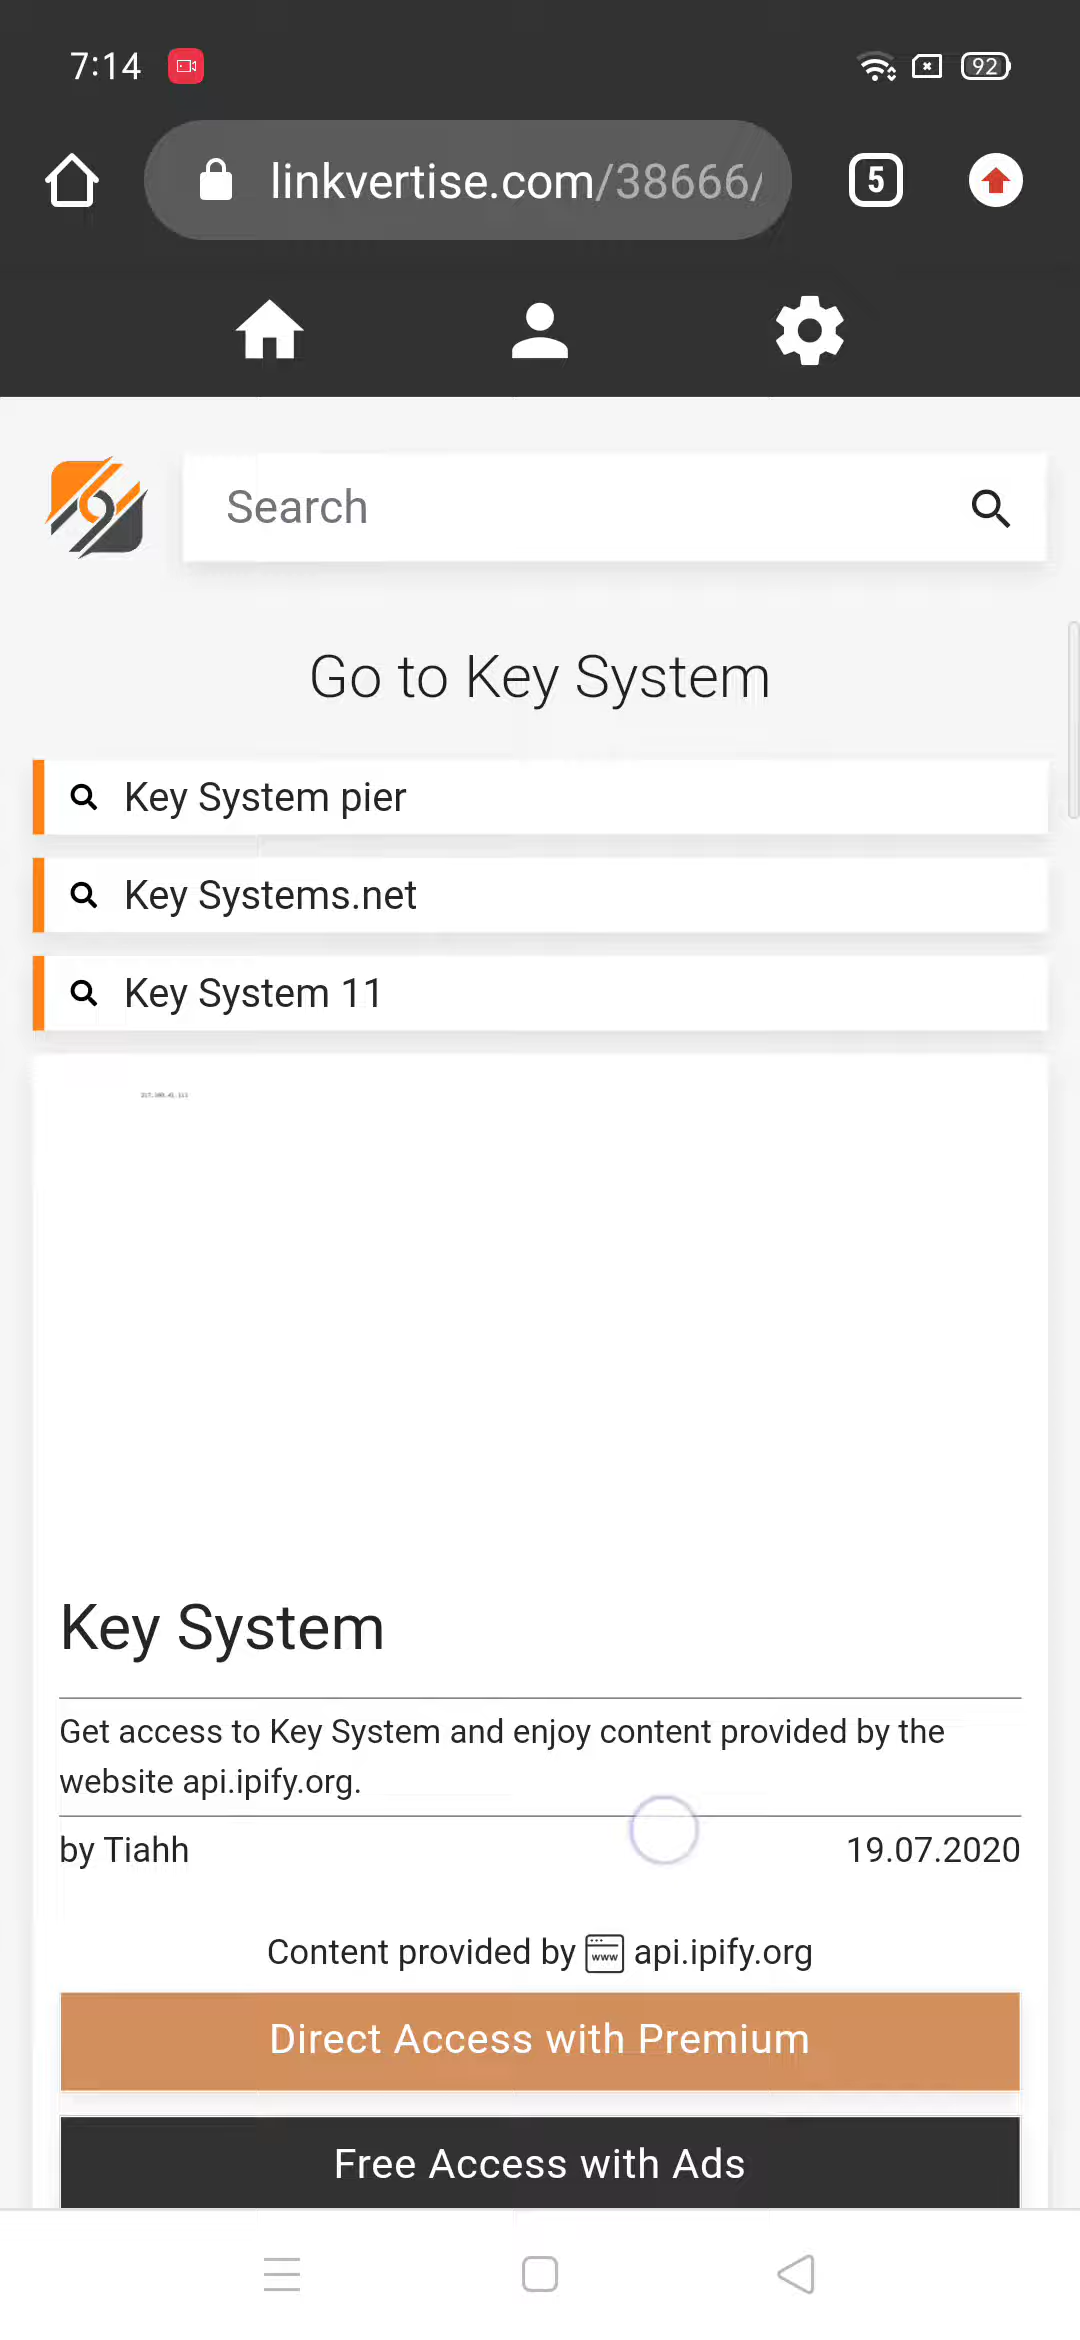 7:14
92
linkvertise.com/38666/
5
Search
Go to Key System
Key System pier
Key Systems.net
Key System 11
Key System
Get access to Key System and enjoy content provided by the
website api.ipify.org.
by Tiahh 19.07.2020
Content provided by www api.ipify.org
Direct Access with Premium
Free Access with Ads